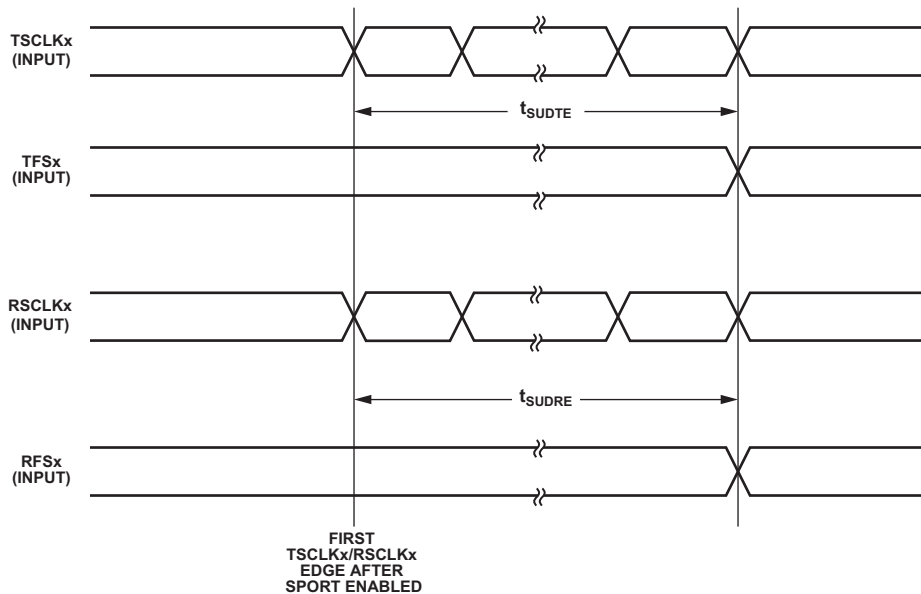 TSCLKx
(INPUT)
tSUDTE
TFSx
(INPUT)
RSCLKx
(INPUT)
tSUDRE
RFSx
(INPUT)
FIRST
TSCLKx/RSCLKx
EDGE AFTER
SPORT ENABLED